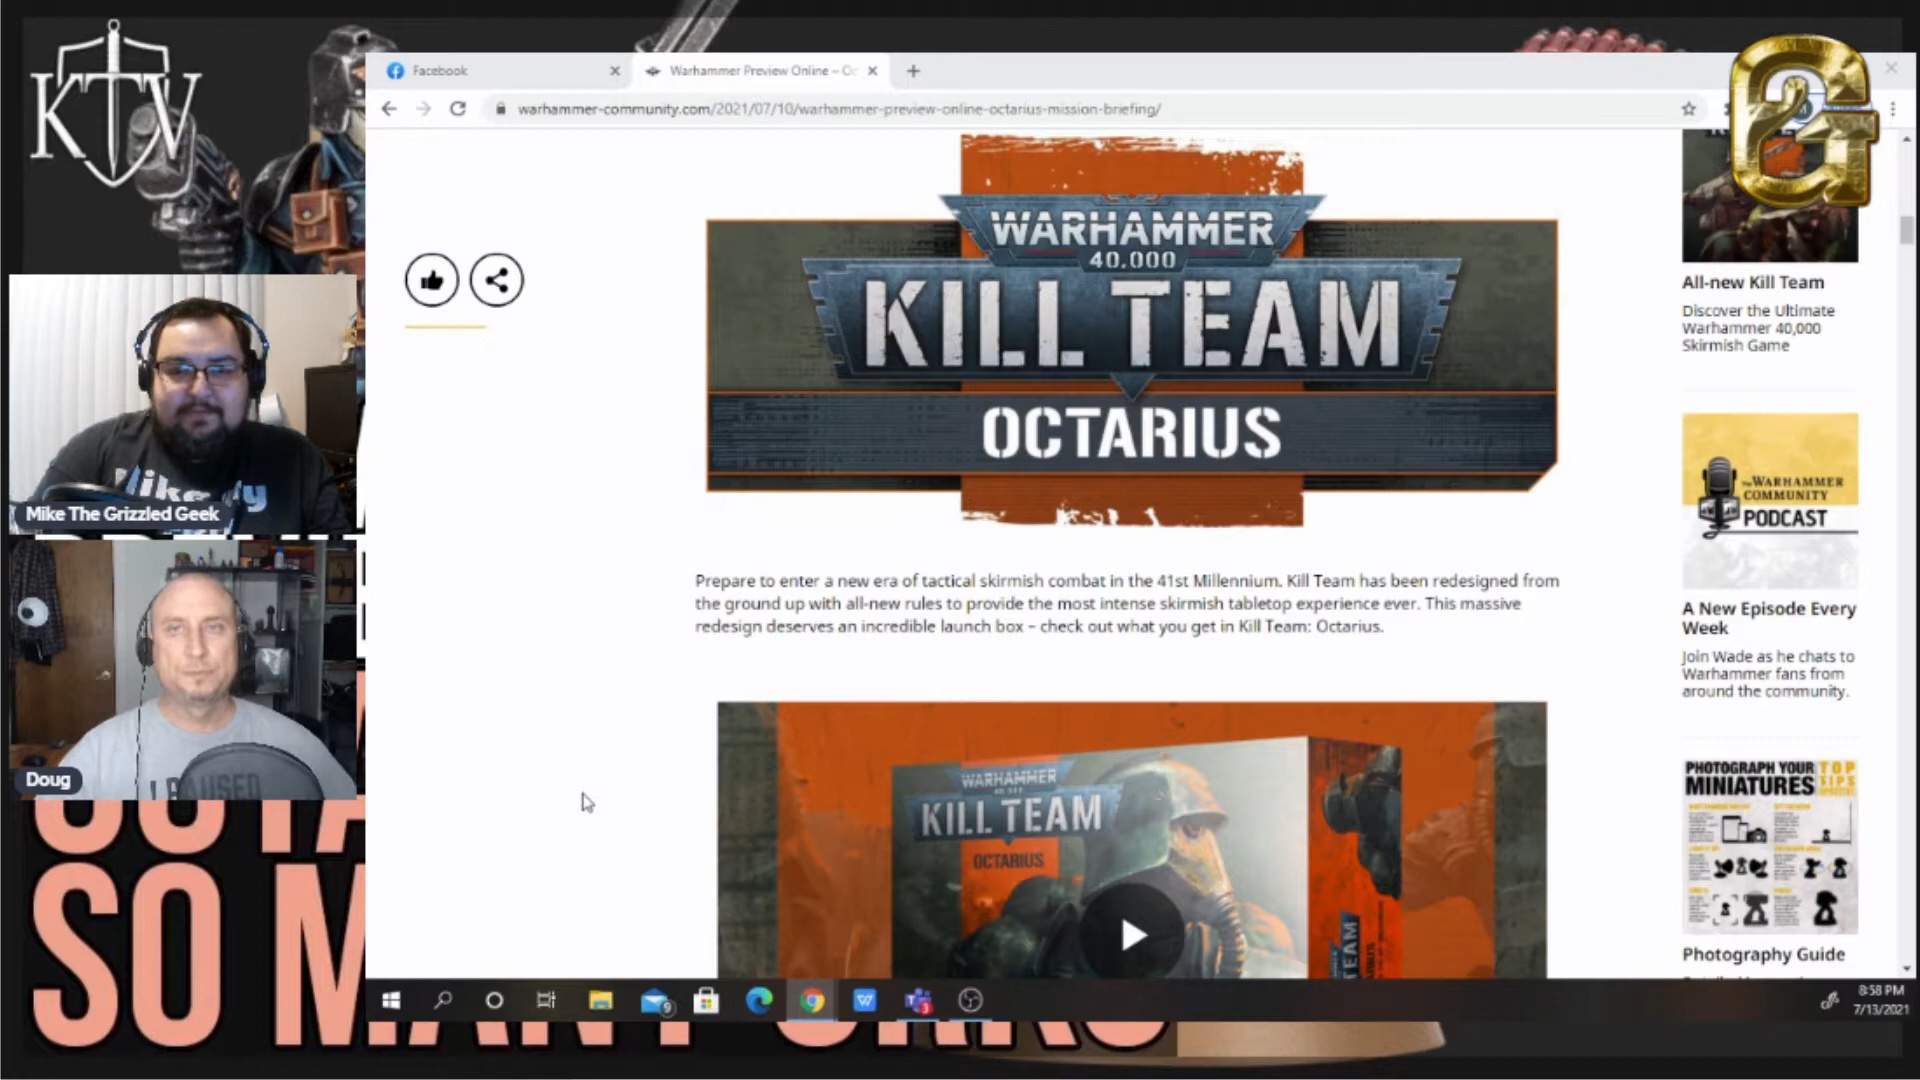 KTV
Facebook
Warhammer Preview Online – Oc
warhammer-community.com/2021/07/10/warhammer-preview-online-octarius-mission-briefing/
WARHAMMER
40,000
KILL TEAM
OCTARIUS
Prepare to enter a new era of tactical skirmish combat in the 41st Millennium. Kill Team has been redesigned from
the ground up with all-new rules to provide the most intense skirmish tabletop experience ever. This massive
redesign deserves an incredible launch box – check out what you get in Kill Team: Octarius.
WARHAMMER
KILL TEAM
OCTARIUS
TEAM
All-new Kill Team
Discover the Ultimate
Warhammer 40,000
Skirmish Game
WARHAMMER
COMMUNITY
PODCAST
A New Episode Every
Week
Join Wade as he chats to
Warhammer fans from
around the community.
PHOTOGRAPH YOUR
MINIATURES
TOP
TIPS
Photography Guide
Mike The Grizzled Geek
I PAUSED
Doug
SO M
9
3
8:58 PM
7/13/2021